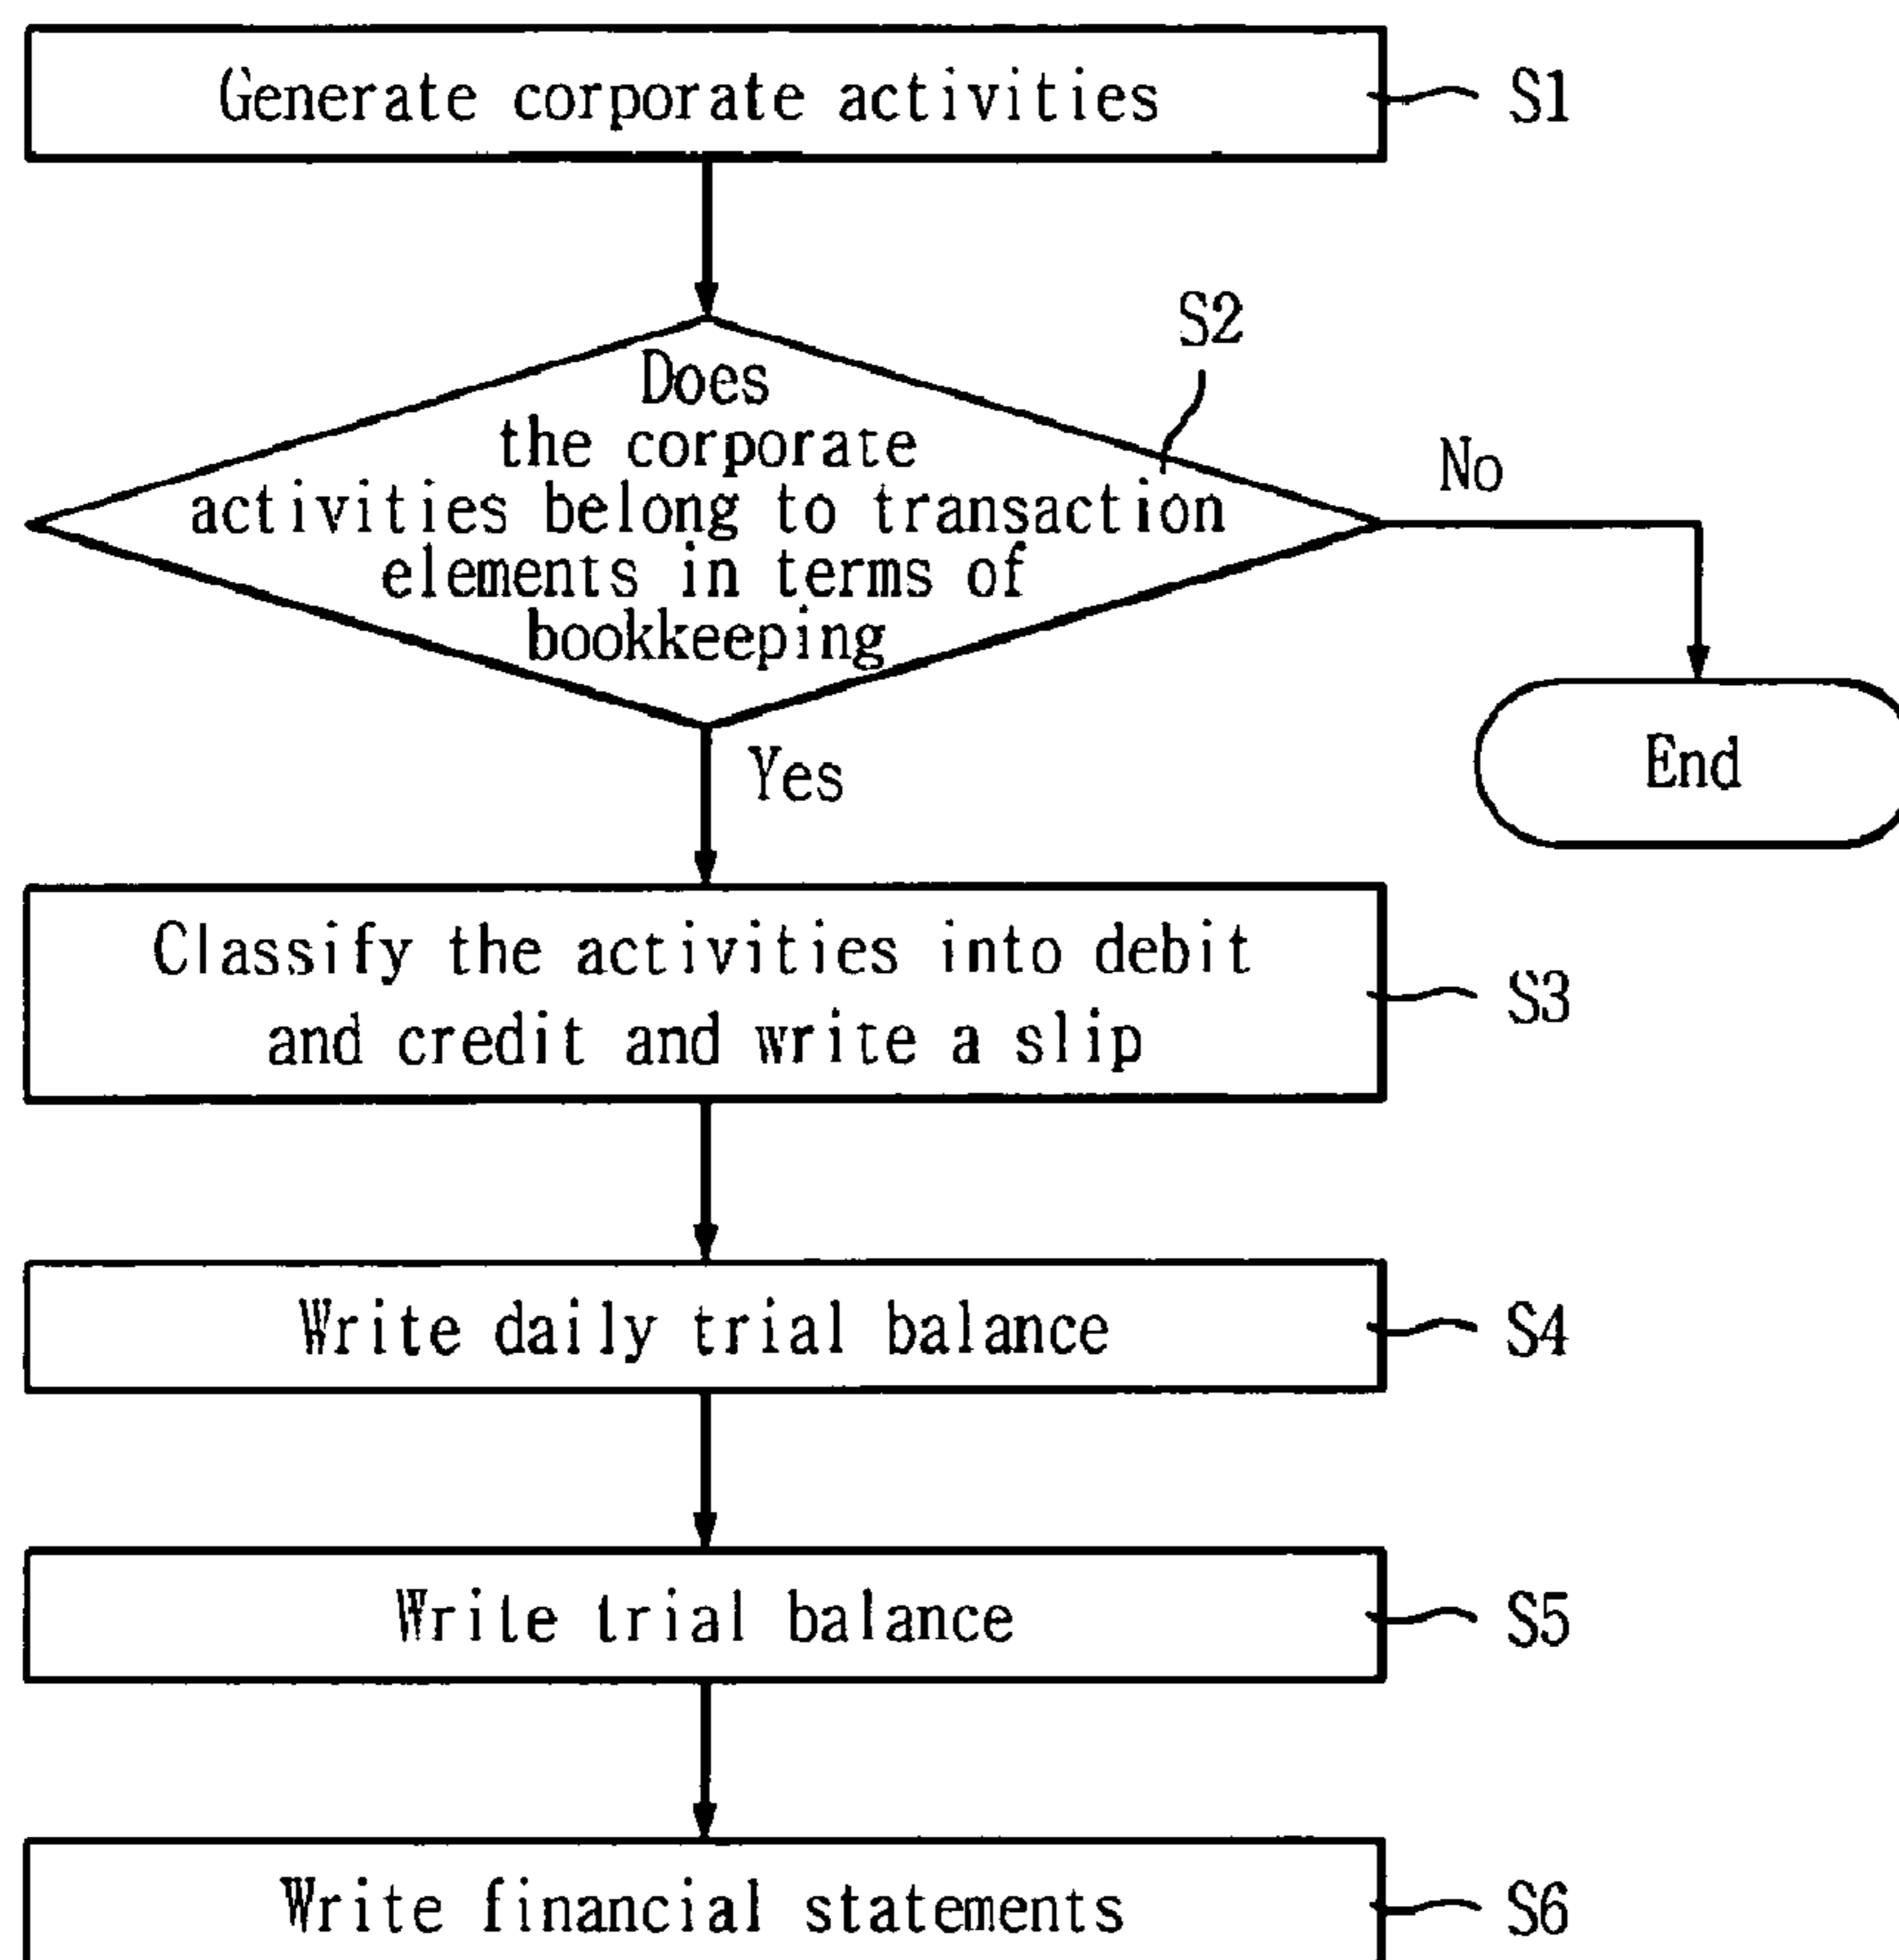 Generate corporate activities
S1
S2
Does
the corporate
activities belong to transaction
elements in terms of
bookkeeping
No
End
Yes
Classify the activities into debit
and credit and write a slip
S3
Write daily trial balance
S4
Write trial balance
S5
Write financial statements
S6